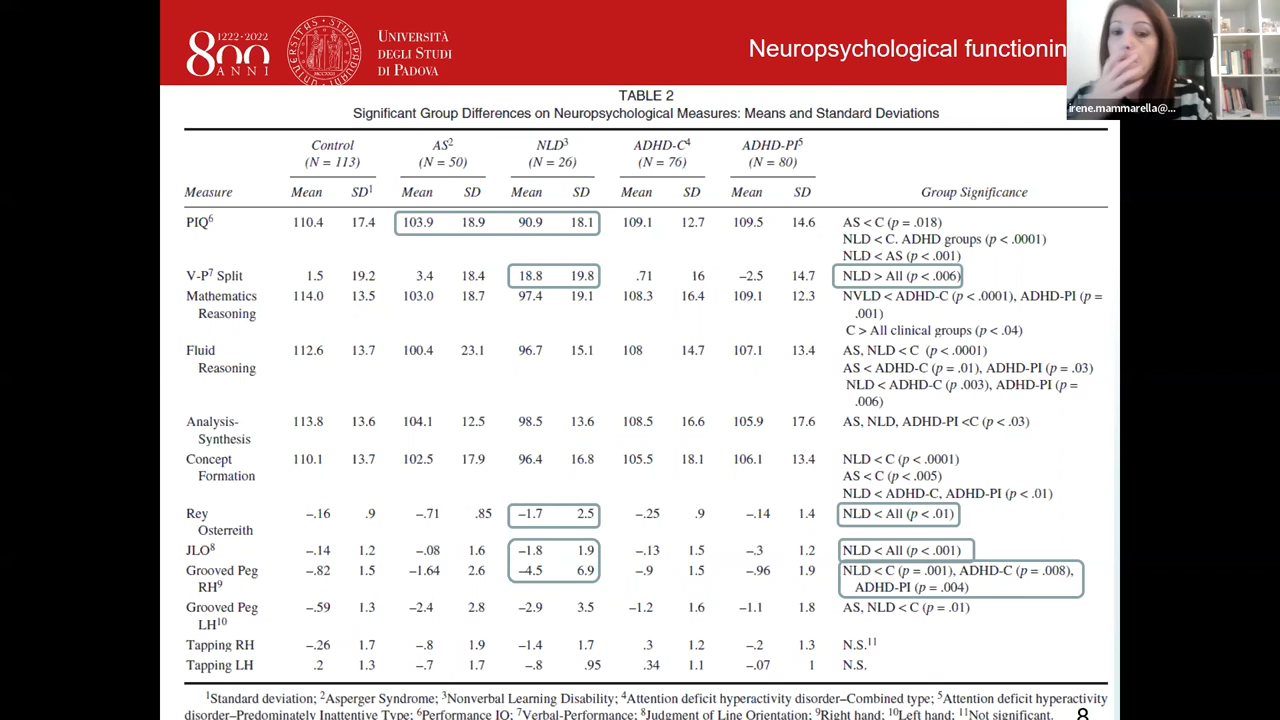 1222·2022
800
ANNI
UNIVERSITÀ
DEGLI STUDI
DI PADOVA
Neuropsychological functionin
irene.mammarella@...
TABLE 2
Significant Group Differences on Neuropsychological Measures: Means and Standard Deviations
Control AS2 NLD3 ADHD-C4 ADHD-PI5
(N = 113) (N = 50) (N = 26) (N = 76) (N = 80)
Measure Mean SD1 Mean SD Mean SD Mean SD Mean SD Group Significance
PIQ6 110.4 17.4 103.9 18.9 90.9 18.1 109.1 12.7 109.5 14.6 AS < C (p = .018)
NLD < C. ADHD groups (p < .0001)
NLD < AS (p < .001)
V-P7 Split 1.5 19.2 3.4 18.4 18.8 19.8 .71 16 −2.5 14.7 NLD > All (p < .006)
Mathematics 114.0 13.5 103.0 18.7 97.4 19.1 108.3 16.4 109.1 12.3 NVLD < ADHD-C (p < .0001), ADHD-PI (p =
Reasoning .001)
C > All clinical groups (p < .04)
Fluid 112.6 13.7 100.4 23.1 96.7 15.1 108 14.7 107.1 13.4 AS, NLD < C (p < .0001)
Reasoning AS < ADHD-C (p = .01), ADHD-PI (p = .03)
NLD < ADHD-C (p .003), ADHD-PI (p =
.006)
Analysis- 113.8 13.6 104.1 12.5 98.5 13.6 108.5 16.6 105.9 17.6 AS, NLD, ADHD-PI <C (p < .03)
Synthesis
Concept 110.1 13.7 102.5 17.9 96.4 16.8 105.5 18.1 106.1 13.4 NLD < C (p < .0001)
Formation AS < C (p < .005)
NLD < ADHD-C, ADHD-PI (p < .01)
Rey −.16 .9 −.71 .85 −1.7 2.5 −.25 .9 −.14 1.4 NLD < All (p < .01)
Osterreith
JLO8 −.14 1.2 −.08 1.6 −1.8 1.9 −.13 1.5 −.3 1.2 NLD < All (p < .001)
Grooved Peg −.82 1.5 −1.64 2.6 −4.5 6.9 −.9 1.5 −.96 1.9 NLD < C (p = .001), ADHD-C (p = .008),
RH9 ADHD-PI (p = .004)
Grooved Peg −.59 1.3 −2.4 2.8 −2.9 3.5 −1.2 1.6 −1.1 1.8 AS, NLD < C (p = .01)
LH10
Tapping RH −.26 1.7 −.8 1.9 −1.4 1.7 .3 1.2 −.2 1.3 N.S.11
Tapping LH .2 1.3 −.7 1.7 −.8 .95 .34 1.1 −.07 1 N.S.
1Standard deviation; 2Asperger Syndrome; 3Nonverbal Learning Disability; 4Attention deficit hyperactivity disorder–Combined type; 5Attention deficit hyperactivity
disorder–Predominately Inattentive Type; 6Performance IQ; 7Verbal-Performance; 8Judgment of Line Orientation; 9Right hand; 10Left hand; 11Not significant.
8